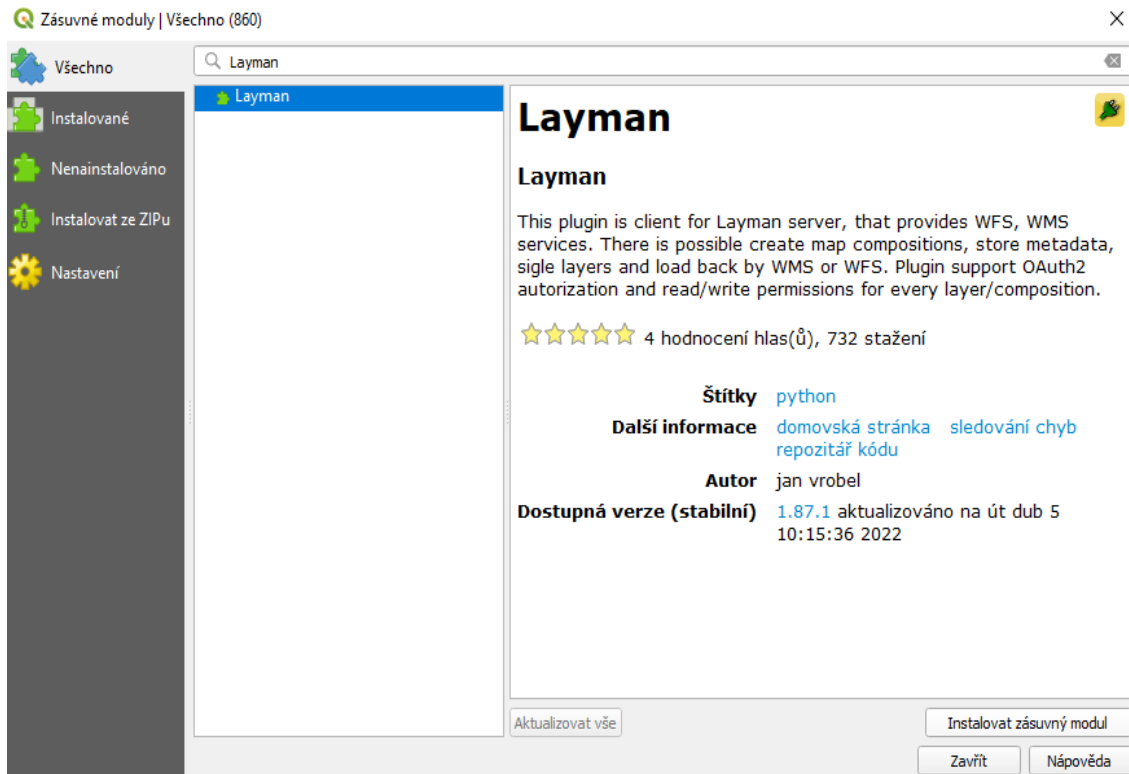 Zásuvné moduly | Všechno (860)
Všechno
Instalované
Nenainstalováno
Instalovat ze ZIPu
Nastavení
Layman
Layman
Layman
Layman
This plugin is client for Layman server, that provides WFS, WMS
services. There is possible create map compositions, store metadata,
sigle layers and load back by WMS or WFS. Plugin support OAuth2
autorization and read/write permissions for every layer/composition.
4 hodnocení hlas(ů), 732 stažení
Štítky python
Další informace domovská stránka sledování chyb
repozitář kódu
Autor jan vrobel
Dostupná verze (stabilní) 1.87.1 aktualizováno na út dub 5
10:15:36 2022
Aktualizovat vše
Instalovat zásuvný modul
Zavřít
Nápověda